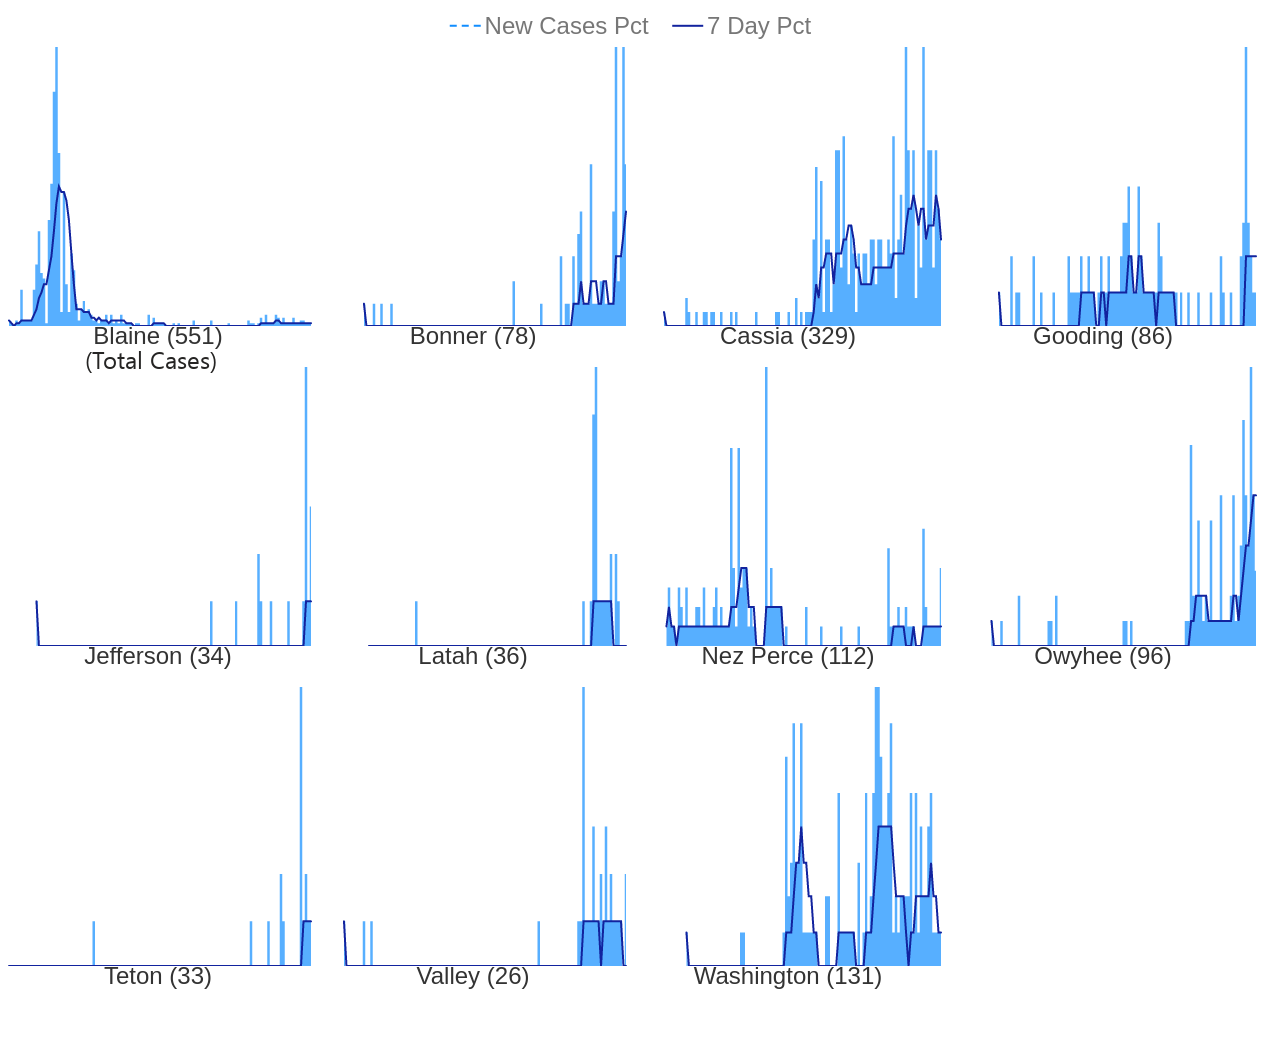 New Cases Pct 7 Day Pct
Blaine (551) Bonner (78) Cassia (329) Gooding (86)
(Total Cases)
Jefferson (34) Latah (36) Nez Perce (112) Owyhee (96)
Teton (33) Valley (26) Washington (131)